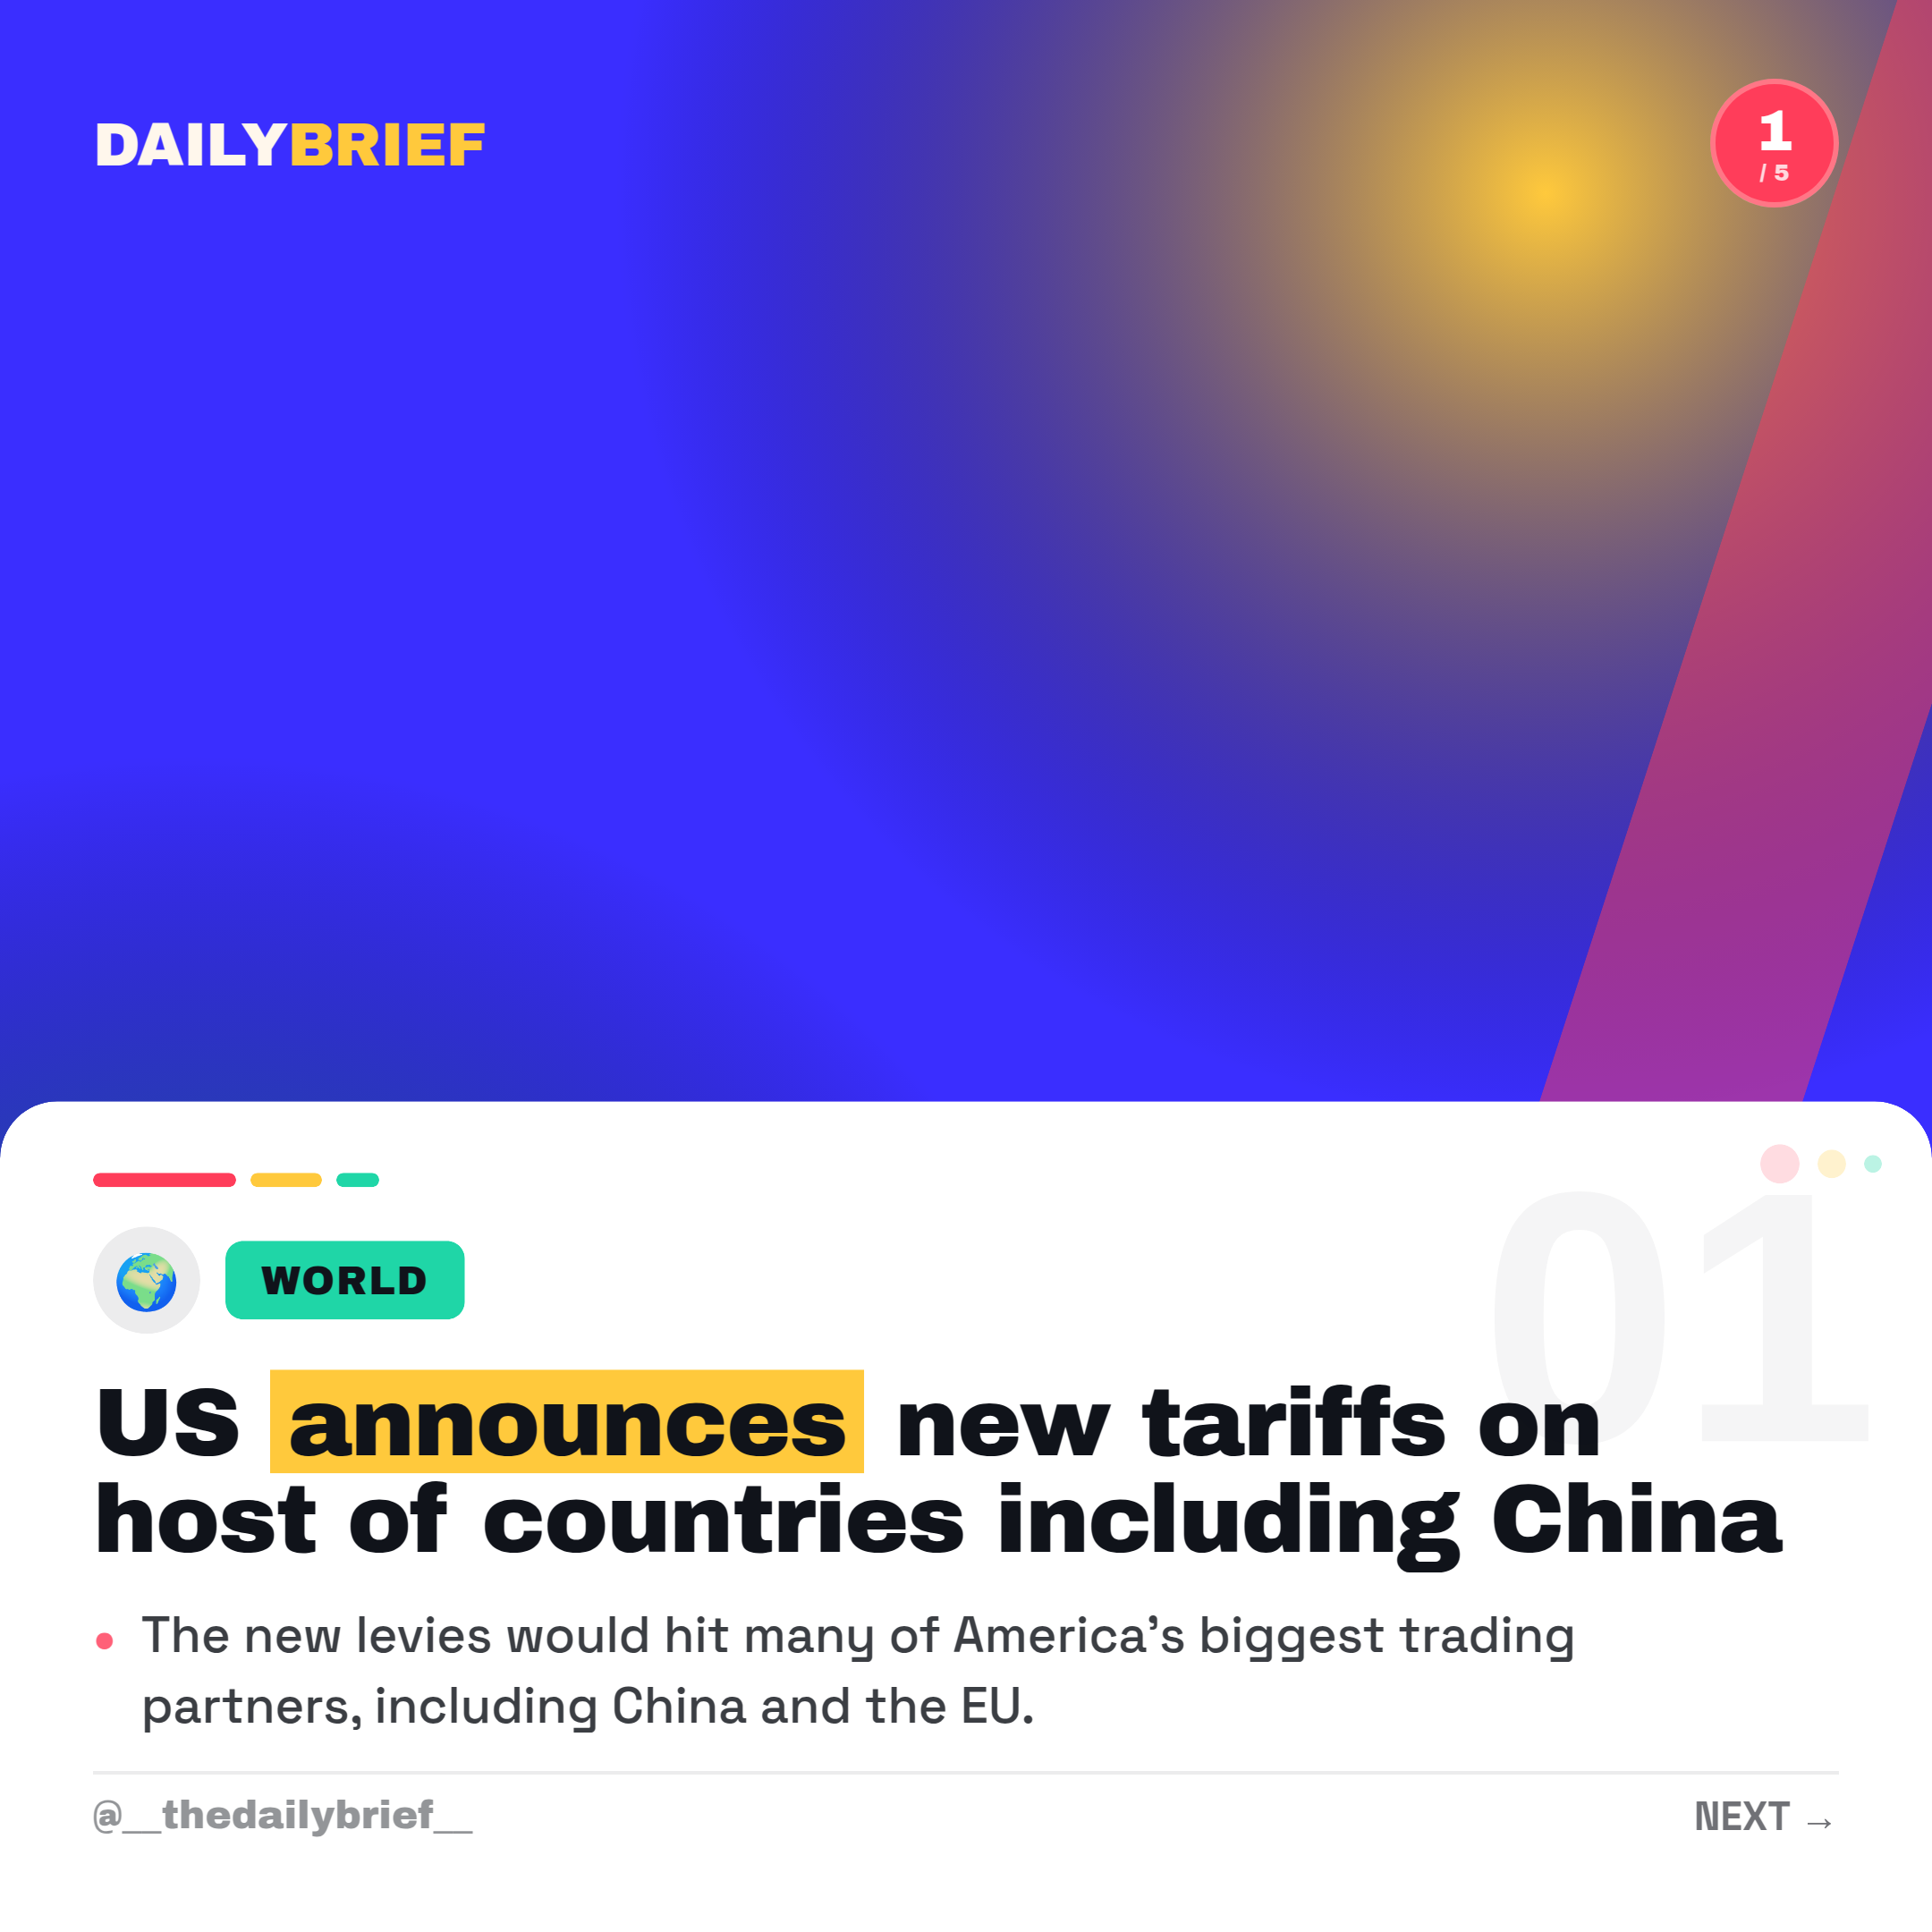 DAILYBRIEF
1
/ 5
01
WORLD
US announces new tariffs on
host of countries including China
• The new levies would hit many of America’s biggest trading
partners, including China and the EU.
@__thedailybrief__
NEXT →